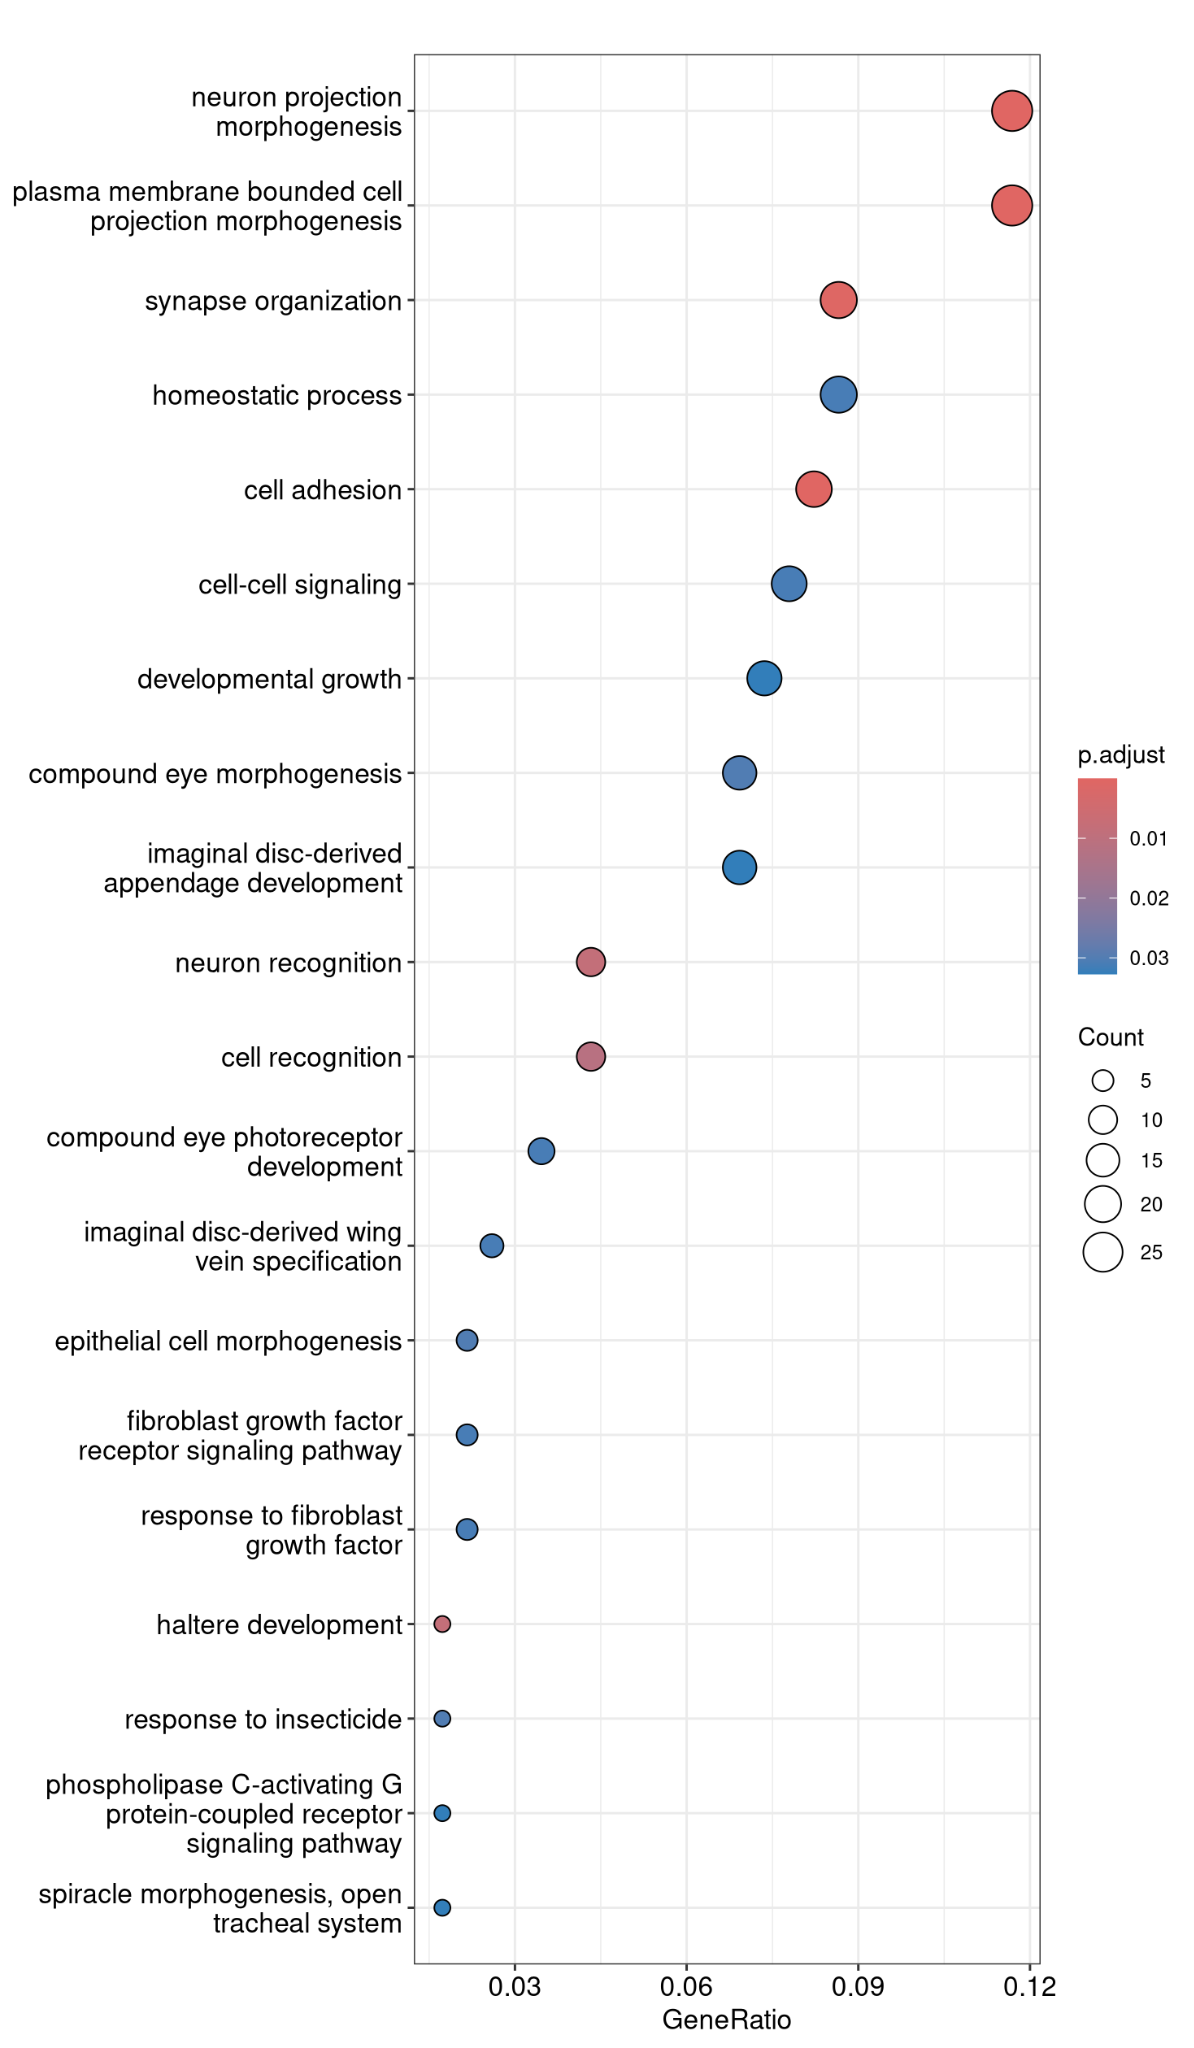 neuron projection
morphogenesis
plasma membrane bounded cell
projection morphogenesis
synapse organization
homeostatic process
cell adhesion
cell-cell signaling
developmental growth
compound eye morphogenesis
imaginal disc-derived
appendage development
neuron recognition
cell recognition
compound eye photoreceptor
development
imaginal disc-derived wing
vein specification
epithelial cell morphogenesis
fibroblast growth factor
receptor signaling pathway
response to fibroblast
growth factor
haltere development
response to insecticide
phospholipase C-activating G
protein-coupled receptor
signaling pathway
spiracle morphogenesis, open
tracheal system
0.03 0.06 0.09 0.12
GeneRatio
p.adjust
0.01
0.02
0.03
Count
5
10
15
20
25